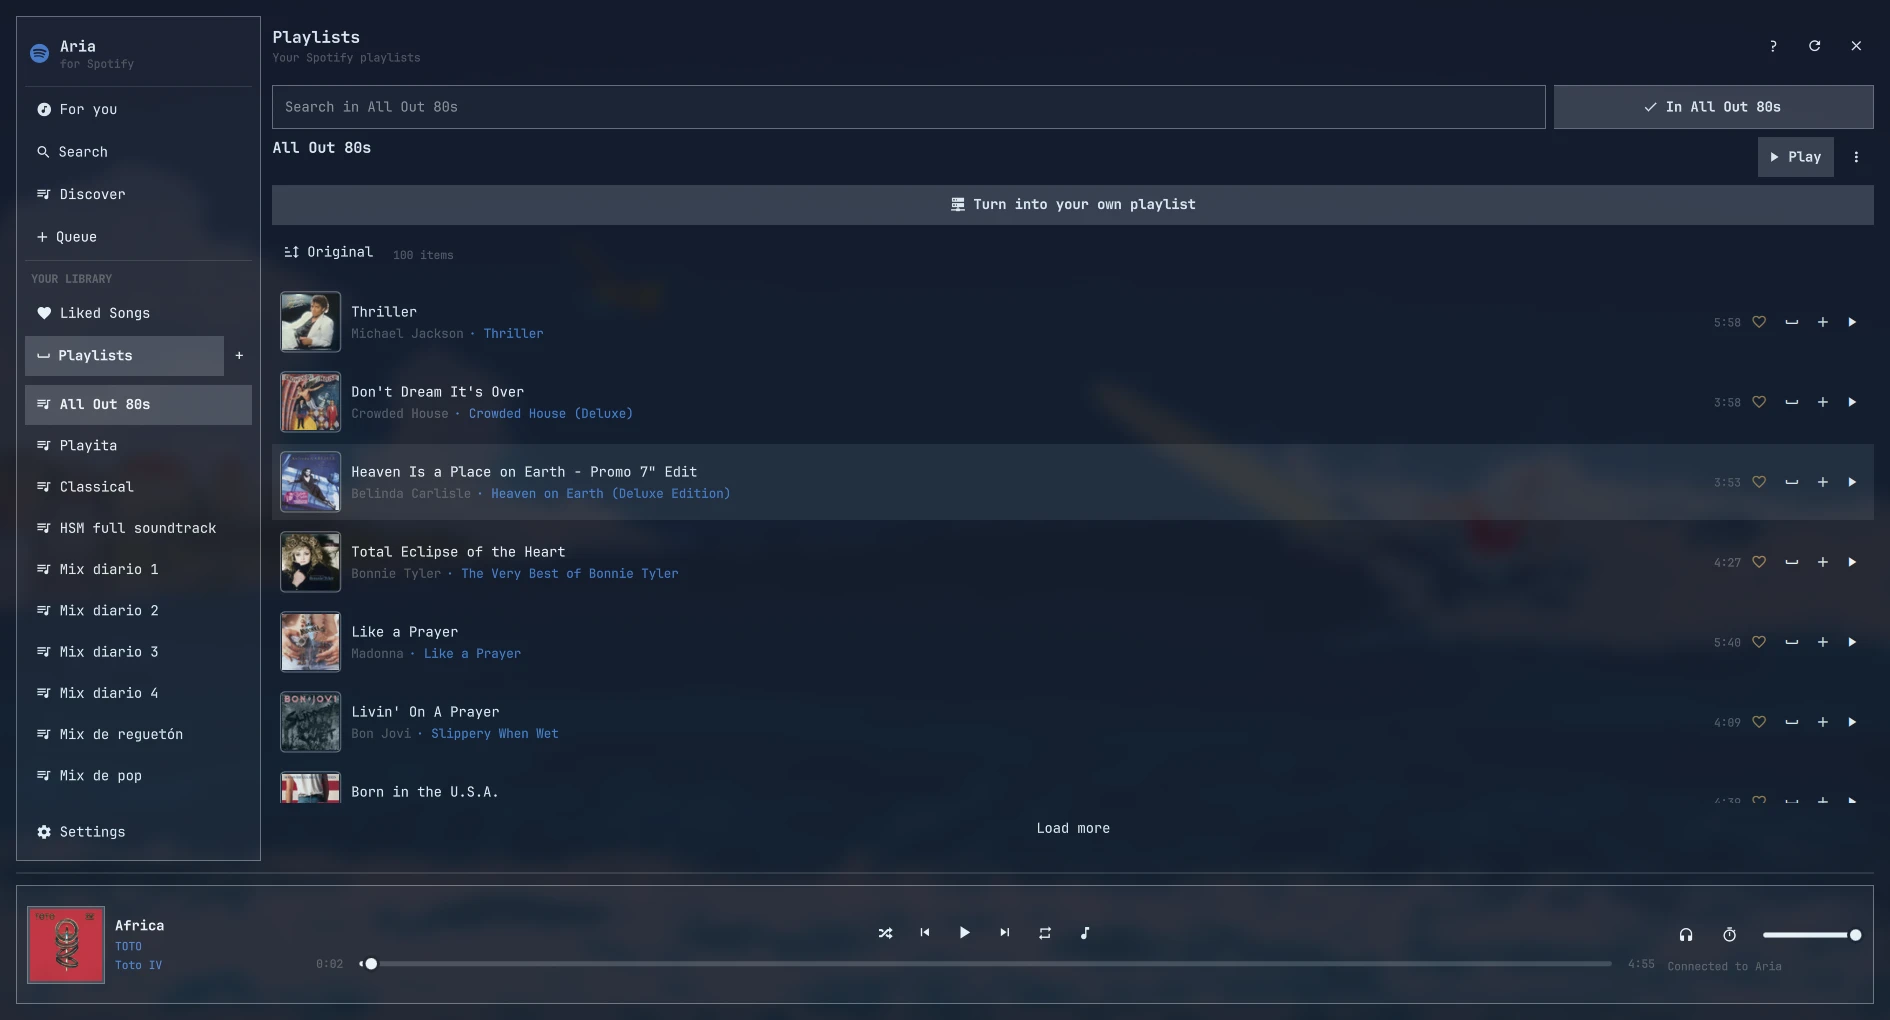 Aria
for Spotify
For you
Search
Discover
Queue
YOUR LIBRARY
Liked Songs
Playlists
All Out 80s
Playita
Classical
HSM full soundtrack
Mix diario 1
Mix diario 2
Mix diario 3
Mix diario 4
Mix de reguetón
Mix de pop
Settings
Playlists
Your Spotify playlists
?
Search in All Out 80s
In All Out 80s
All Out 80s
Play
Turn into your own playlist
Original 100 items
Thriller
Michael Jackson · Thriller
5:58
Don't Dream It's Over
Crowded House · Crowded House (Deluxe)
3:58
Heaven Is a Place on Earth - Promo 7" Edit
Belinda Carlisle · Heaven on Earth (Deluxe Edition)
3:53
Total Eclipse of the Heart
Bonnie Tyler · The Very Best of Bonnie Tyler
4:27
Like a Prayer
Madonna · Like a Prayer
5:40
BON JOVI
Livin' On A Prayer
Bon Jovi · Slippery When Wet
4:09
Born in the U.S.A.
4:39
Load more
TOTO
Africa
TOTO
Toto IV
0:02
4:55
Connected to Aria